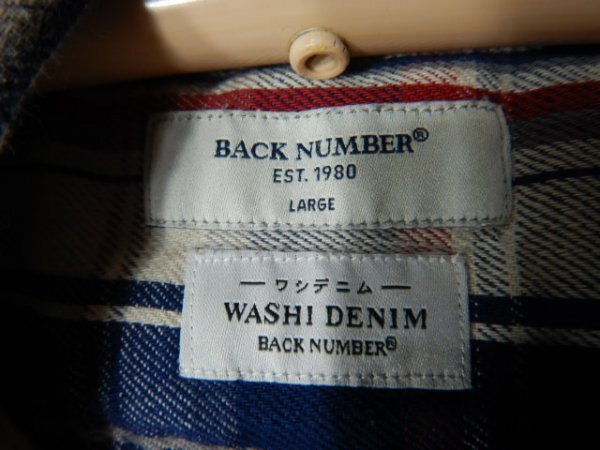 BACK NUMBER®
EST. 1980
LARGE
ワシデニム
WASHI DENIM
BACK NUMBER®